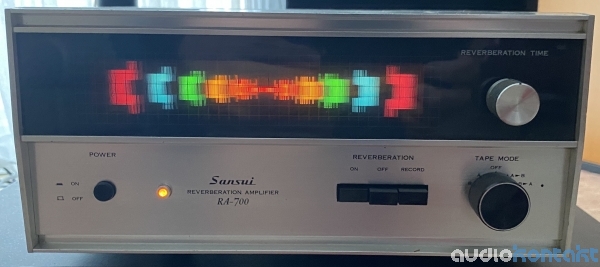 REVERBERATION TIME
POWER
ON
OFF
Sansui
REVERBERATION AMPLIFIER
RA-700
REVERBERATION
ON OFF RECORD
TAPE MODE
OFF
audiokontakt